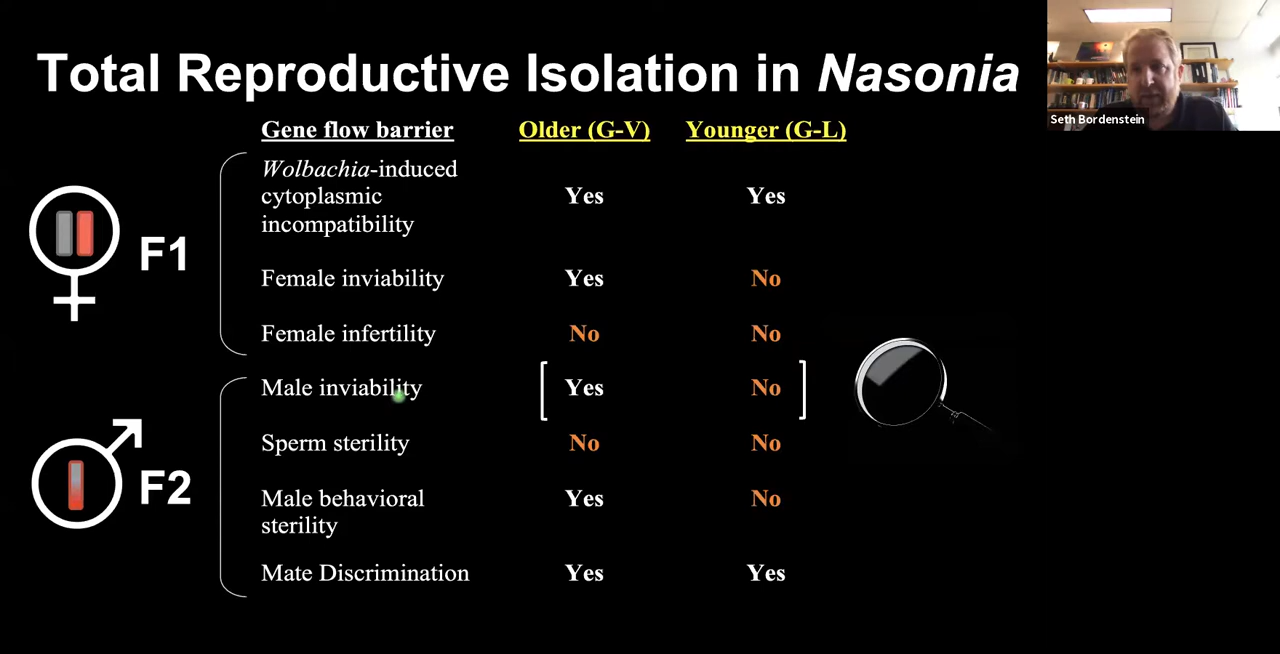 Total Reproductive Isolation in Nasonia
Seth Bordenstein
Gene flow barrier Older (G-V) Younger (G-L)
Wolbachia-induced
cytoplasmic
incompatibility
Yes Yes
F1
Female inviability Yes No
Female infertility No No
Male inviability Yes No
Sperm sterility No No
F2
Male behavioral
sterility
Yes No
Mate Discrimination Yes Yes